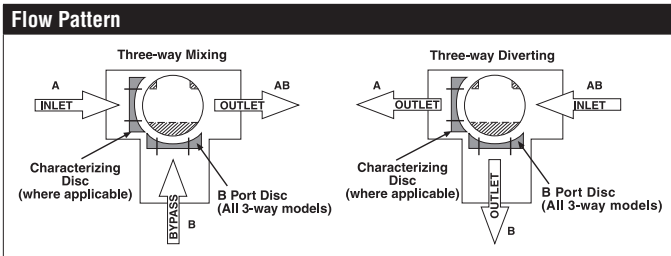 Flow Pattern
Three-way Mixing
A
INLET
AB
OUTLET
Characterizing
Disc
(where applicable)
BYPASS
B
B Port Disc
(All 3-way models)
Three-way Diverting
A
OUTLET
AB
INLET
Characterizing
Disc
(where applicable)
OUTLET
B
B Port Disc
(All 3-way models)